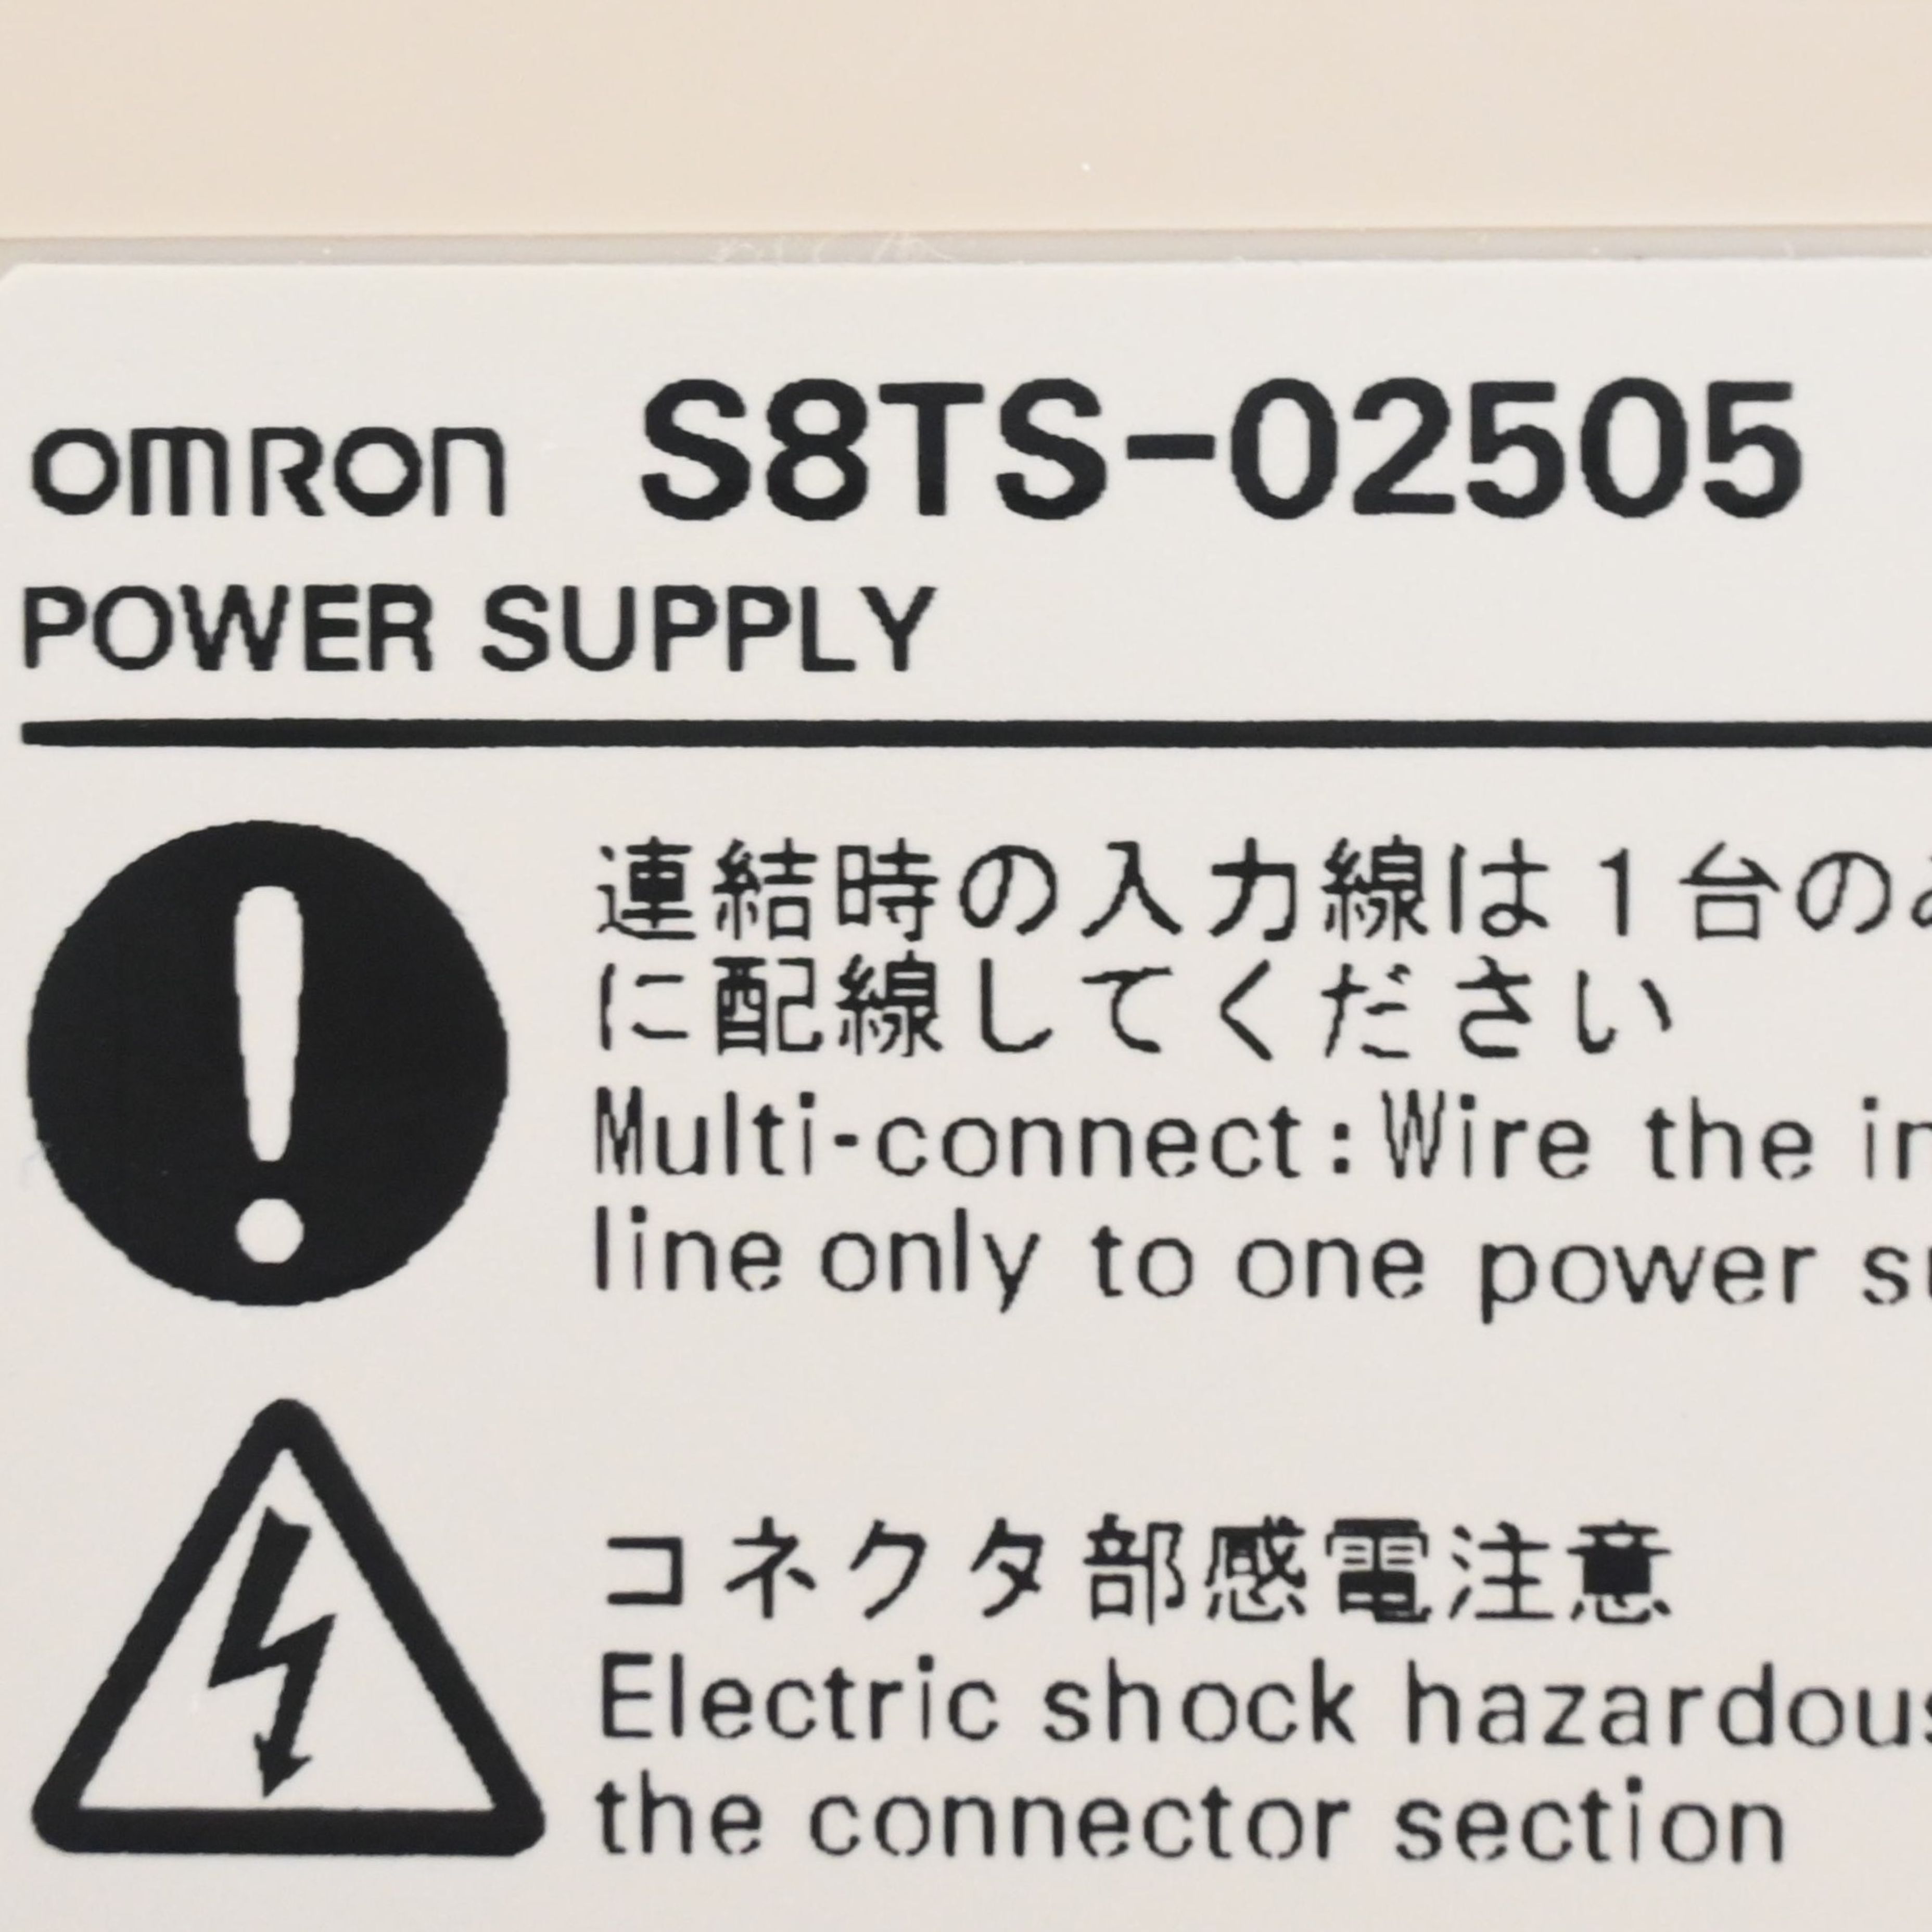 omron S8TS-02505
POWER SUPPLY
連結時の入力線は1台の
に配線してください
Multi-connect:Wire the
line only to one power
コネクタ部感電注意
Electric shock hazardous
the connector section